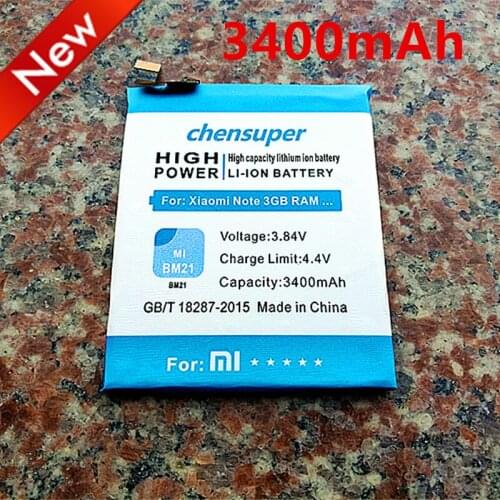 New
3400mAh
chensuper
HIGH POWER
High capacity lithium ion battery
LI-ION BATTERY
For: Xiaomi Note 3GB RAM ...
MI
BM21
BM21
Voltage:3.84V
Charge Limit:4.4V
Capacity:3400mAh
GB/T 18287-2015 Made in China
For: MI ★★★★★